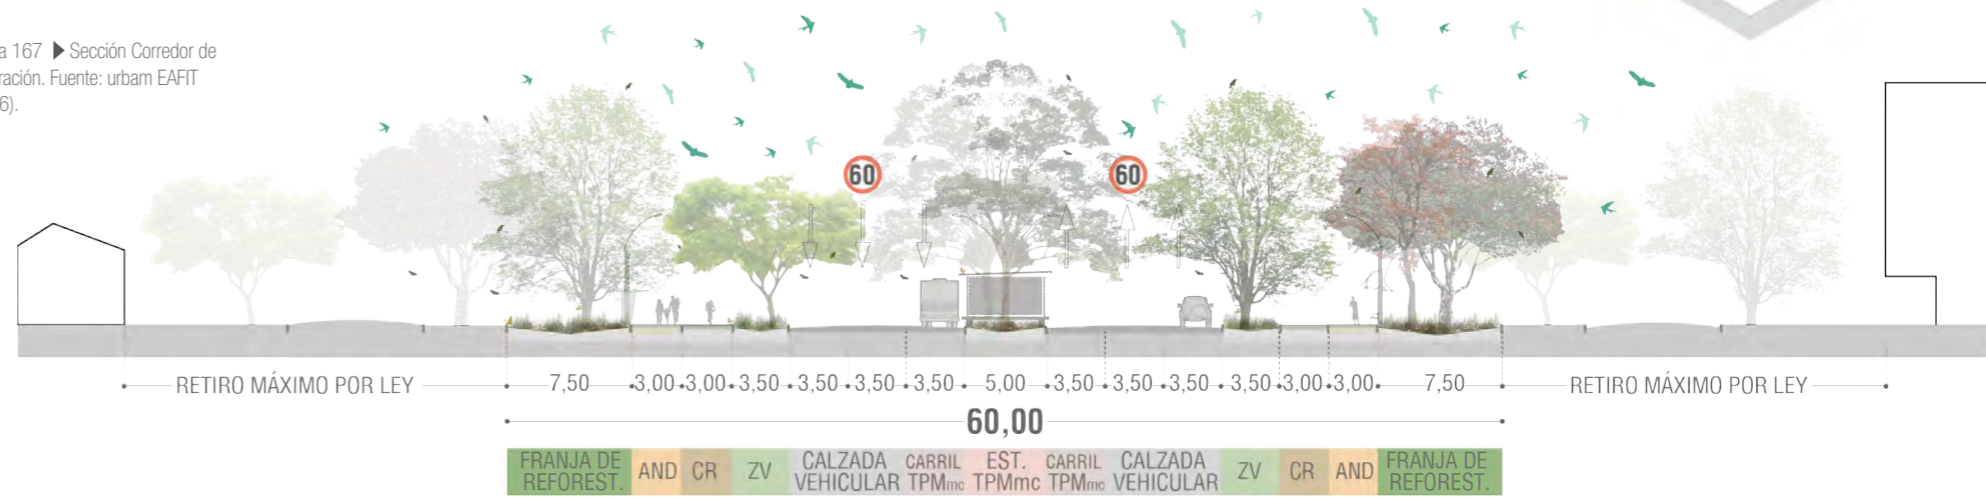 a 167 ▶ Sección Corredor de
ración. Fuente: urbam EAFIT
6).
60 60
RETIRO MÁXIMO POR LEY 7,50 3,00 3,00 3,50 3,50 3,50 3,50 5,00 3,50 3,50 3,50 3,50 3,00 3,00 7,50 RETIRO MÁXIMO POR LEY
60,00
FRANJA DE REFOREST. AND CR ZV CALZADA VEHICULAR CARRIL TPMmc EST. TPMmc CARRIL TPMmc CALZADA VEHICULAR ZV CR AND FRANJA DE REFOREST.